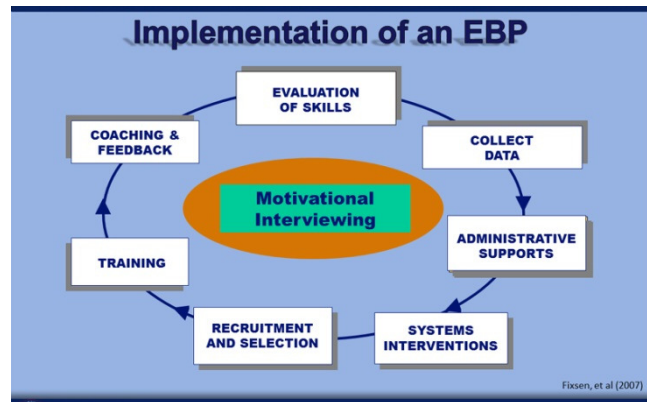 Implementation of an EBP
EVALUATION
OF SKILLS
COACHING &
FEEDBACK
COLLECT
DATA
Motivational
Interviewing
TRAINING
ADMINISTRATIVE
SUPPORTS
RECRUITMENT
AND SELECTION
SYSTEMS
INTERVENTIONS
Fixsen, et al (2007)